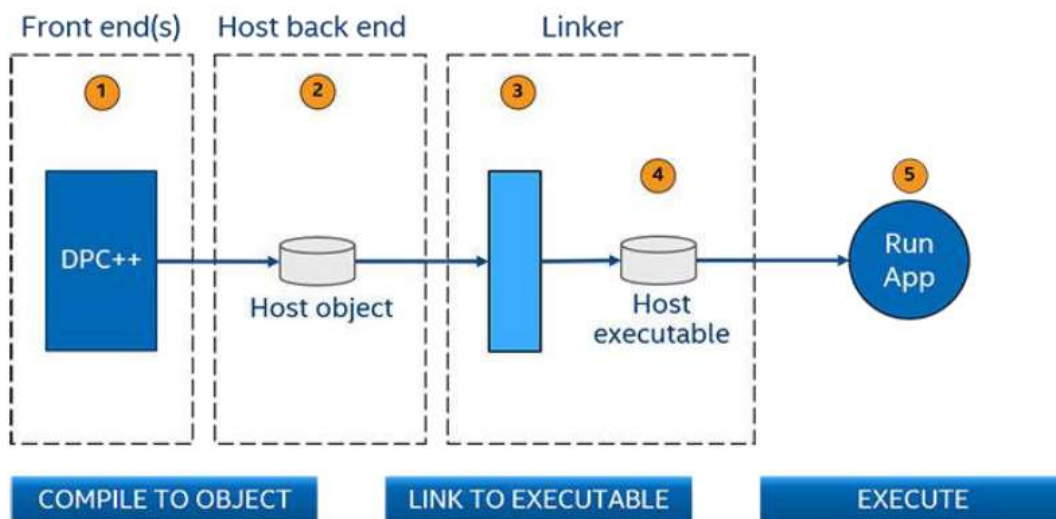 Front end(s)
Host back end
Linker
1
2
3
4
5
DPC++
Host object
Host
executable
Run
App
COMPILE TO OBJECT
LINK TO EXECUTABLE
EXECUTE